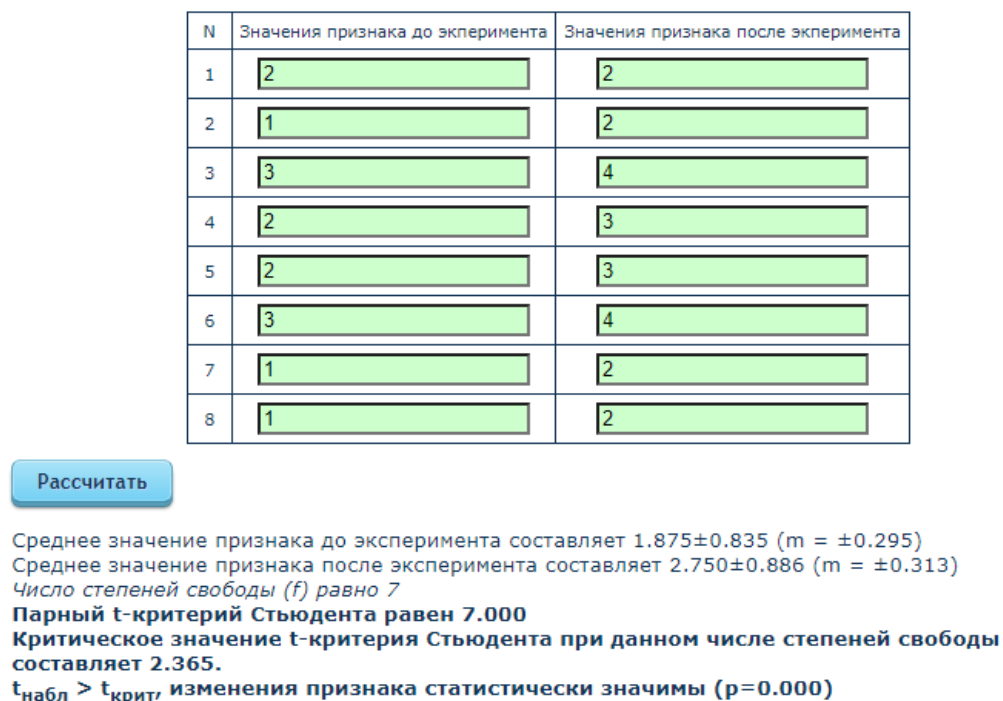 N Значения признака до экперимента Значения признака после экперимента
1 2 2
2 1 2
3 3 4
4 2 3
5 2 3
6 3 4
7 1 2
8 1 2
Рассчитать
Среднее значение признака до эксперимента составляет 1.875±0.835 (m = ±0.295)
Среднее значение признака после эксперимента составляет 2.750±0.886 (m = ±0.313)
Число степеней свободы (f) равно 7
Парный t-критерий Стьюдента равен 7.000
Критическое значение t-критерия Стьюдента при данном числе степеней свободы
составляет 2.365.
tнабл > tкрит, изменения признака статистически значимы (p=0.000)